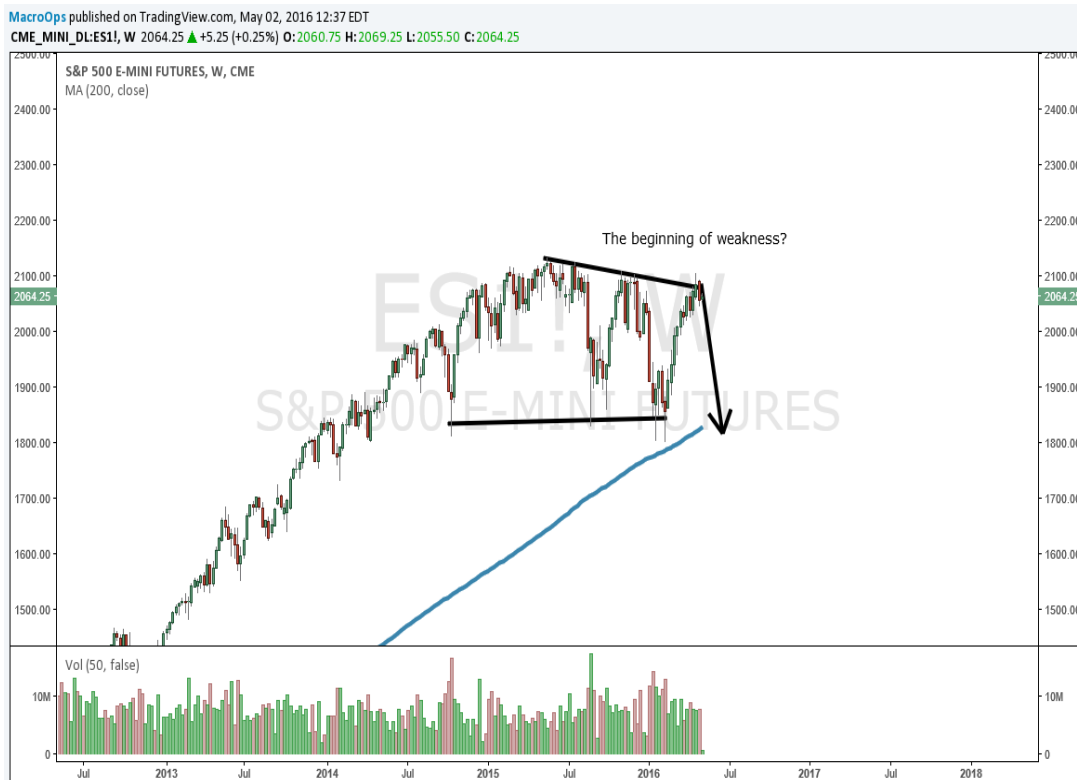 MacroOps published on TradingView.com, May 02, 2016 12:37 EDT
CME_MINI_DL:ES1!, W 2064.25 ▲ +5.25 (+0.25%) O:2060.75 H:2069.25 L:2055.50 C:2064.25
2500.00 2500.00
S&P 500 E-MINI FUTURES, W, CME
MA (200, close)
2400.00 2400.00
2300.00 2300.00
2200.00 2200.00
The beginning of weakness?
2100.00 2100.00
2064.25 2064.25
ES1!, W
2000.00 2000.00
1900.00 1900.00
S&P 500 E-MINI FUTURES
1800.00 1800.00
1700.00 1700.00
1600.00 1600.00
1500.00 1500.00
Vol (50, false)
10M 10M
0 0
Jul 2013 Jul 2014 Jul 2015 Jul 2016 Jul 2017 Jul 2018